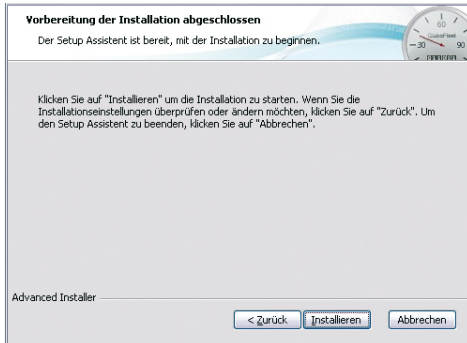 Vorbereitung der Installation abgeschlossen
Der Setup Assistent ist bereit, mit der Installation zu beginnen.
60
-30
90
Klicken Sie auf "Installieren" um die Installation zu starten. Wenn Sie die
Installationseinstellungen überprüfen oder ändern möchten, klicken Sie auf "Zurück". Um
den Setup Assistent zu beenden, klicken Sie auf "Abbrechen".
Advanced Installer
< Zurück
Installieren
Abbrechen